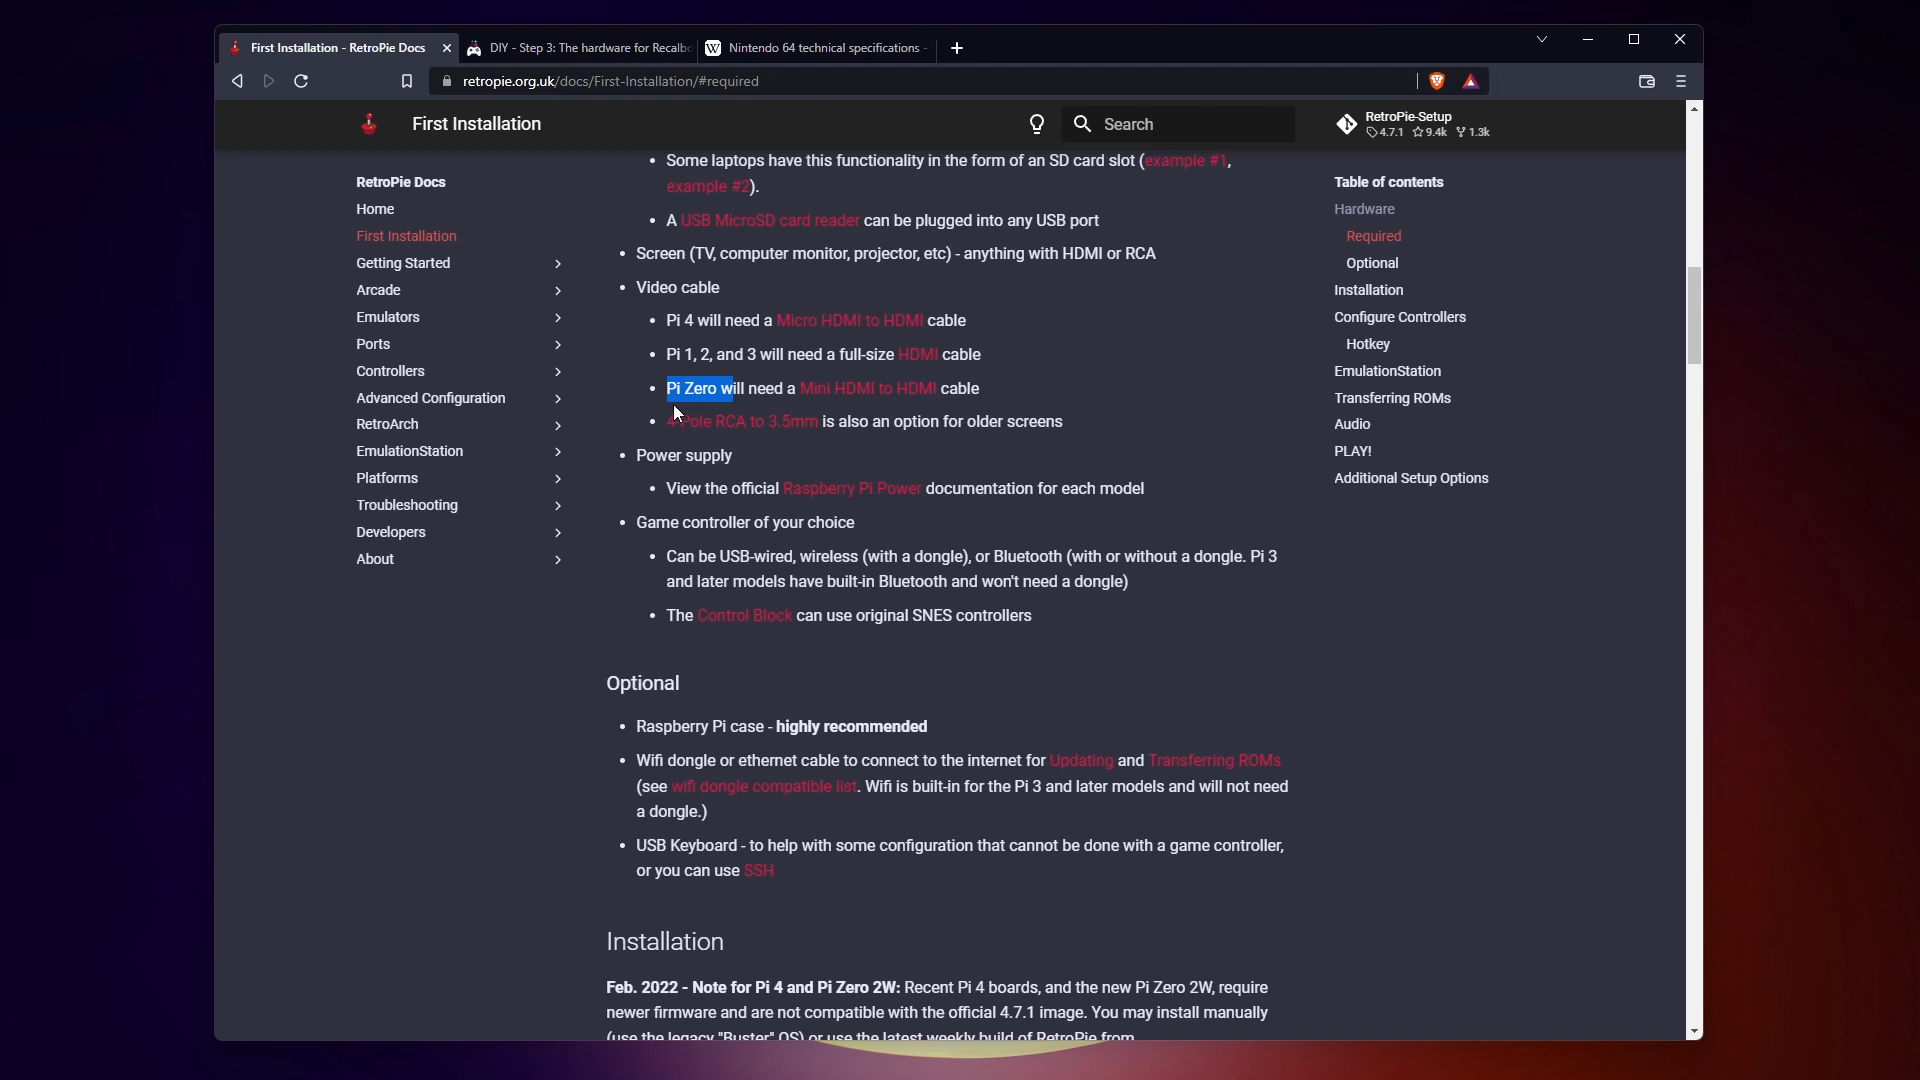 First Installation - RetroPie Docs
DIY - Step 3: The hardware for Recalbo
Nintendo 64 technical specifications -
retropie.org.uk/docs/First-Installation/#required
First Installation
Search
RetroPie-Setup
4.7.1 9.4k 1.3k
RetroPie Docs
Home
First Installation
Getting Started
Arcade
Emulators
Ports
Controllers
Advanced Configuration
RetroArch
EmulationStation
Platforms
Troubleshooting
Developers
About
• Some laptops have this functionality in the form of an SD card slot (example #1,
example #2).
• A USB MicroSD card reader can be plugged into any USB port
• Screen (TV, computer monitor, projector, etc) - anything with HDMI or RCA
• Video cable
• Pi 4 will need a Micro HDMI to HDMI cable
• Pi 1, 2, and 3 will need a full-size HDMI cable
• Pi Zero will need a Mini HDMI to HDMI cable
• 4-Pole RCA to 3.5mm is also an option for older screens
• Power supply
• View the official Raspberry Pi Power documentation for each model
• Game controller of your choice
• Can be USB-wired, wireless (with a dongle), or Bluetooth (with or without a dongle. Pi 3
and later models have built-in Bluetooth and won't need a dongle)
• The Control Block can use original SNES controllers
Optional
• Raspberry Pi case - highly recommended
• Wifi dongle or ethernet cable to connect to the internet for Updating and Transferring ROMs
(see wifi dongle compatible list. Wifi is built-in for the Pi 3 and later models and will not need
a dongle.)
• USB Keyboard - to help with some configuration that cannot be done with a game controller,
or you can use SSH
Installation
Feb. 2022 - Note for Pi 4 and Pi Zero 2W: Recent Pi 4 boards, and the new Pi Zero 2W, require
newer firmware and are not compatible with the official 4.7.1 image. You may install manually
(use the legacy "Buster" OS) or use the latest weekly build of RetroPie from
Table of contents
Hardware
Required
Optional
Installation
Configure Controllers
Hotkey
EmulationStation
Transferring ROMs
Audio
PLAY!
Additional Setup Options